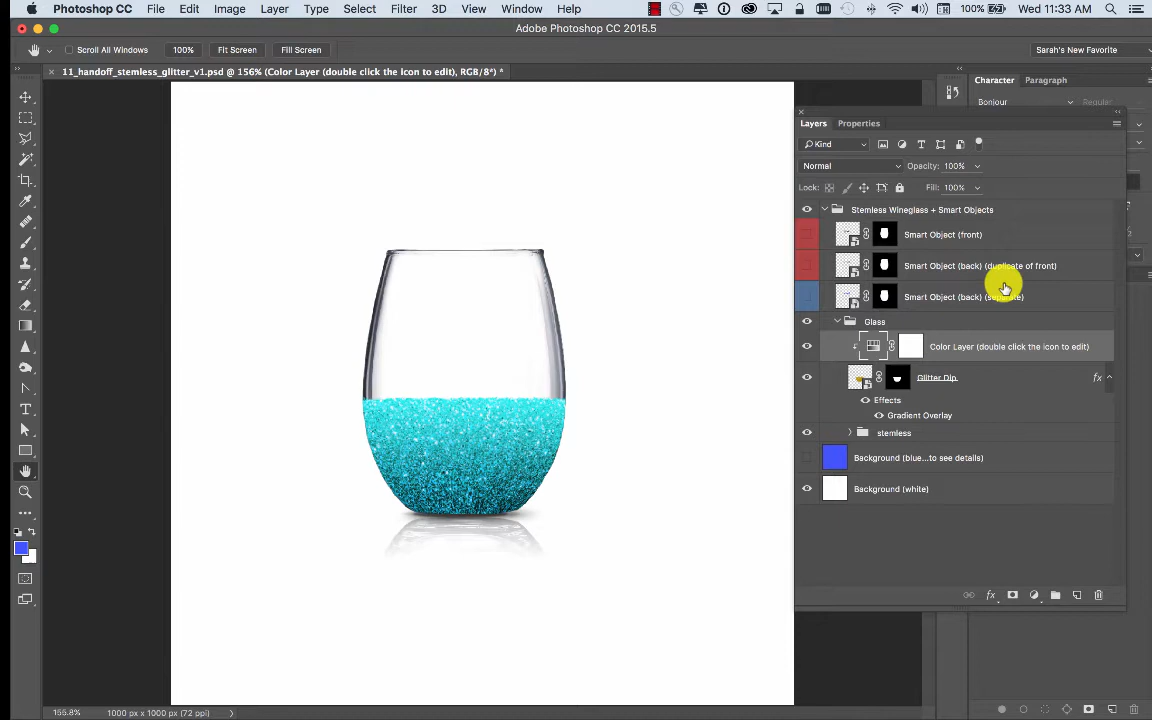 Photoshop CC File Edit Image Layer Type Select Filter 3D View Window Help 100% Wed 11:33 AM
Adobe Photoshop CC 2015.5
Scroll All Windows 100% Fit Screen Fill Screen Sarah's New Favorite
× 11_handoff_stemless_glitter_v1.psd @ 156% (Color Layer (double click the icon to edit), RGB/8*) *
Character Paragraph
Bonjour Regular
Layers Properties
Kind
Normal Opacity: 100%
Lock: Fill: 100%
Stemless Wineglass + Smart Objects
Smart Object (front)
Smart Object (back) (duplicate of front)
Smart Object (back) (separate)
Glass
Color Layer (double click the icon to edit)
Glitter Dip fx
Effects
Gradient Overlay
stemless
Background (blue...to see details)
Background (white)
fx
155.8% 1000 px x 1000 px (72 ppi)